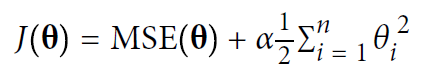 J(θ) = MSE(θ) + α½Σⁿᵢ ₌ ₁ θᵢ²